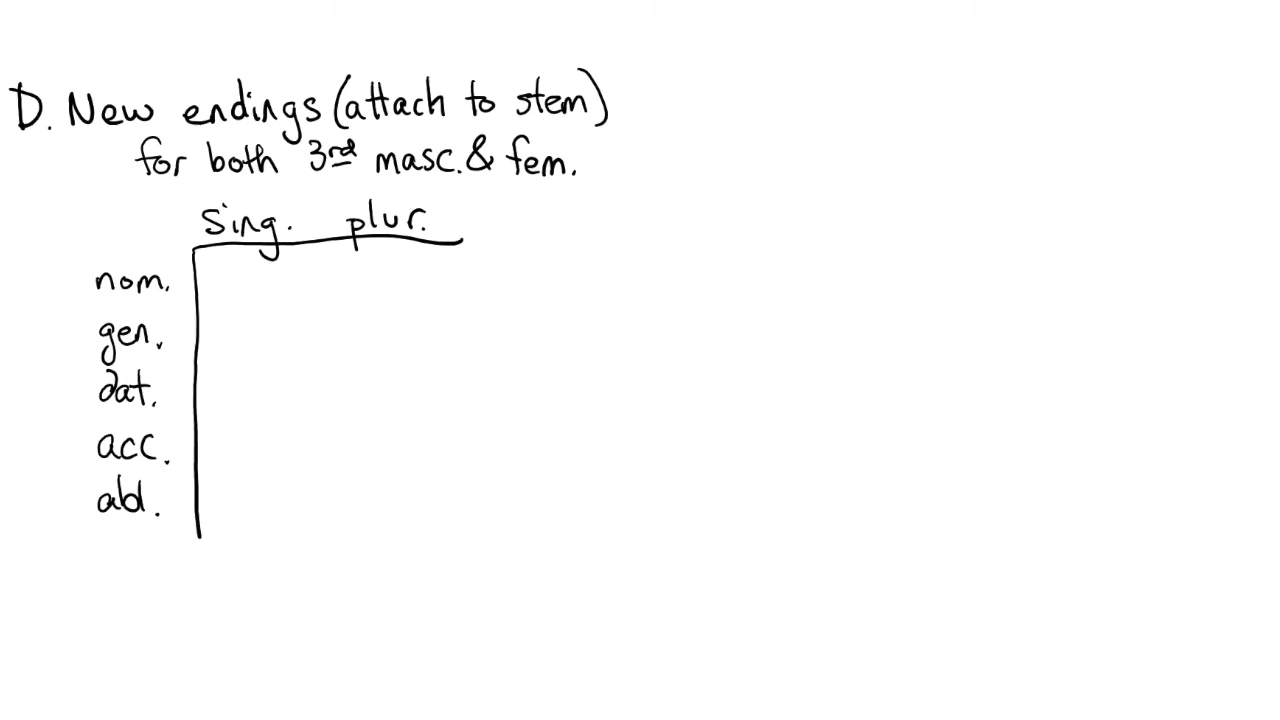 D. New endings (attach to stem)
for both 3rd masc. & fem.
sing. plur.
nom.
gen.
dat.
acc.
abl.